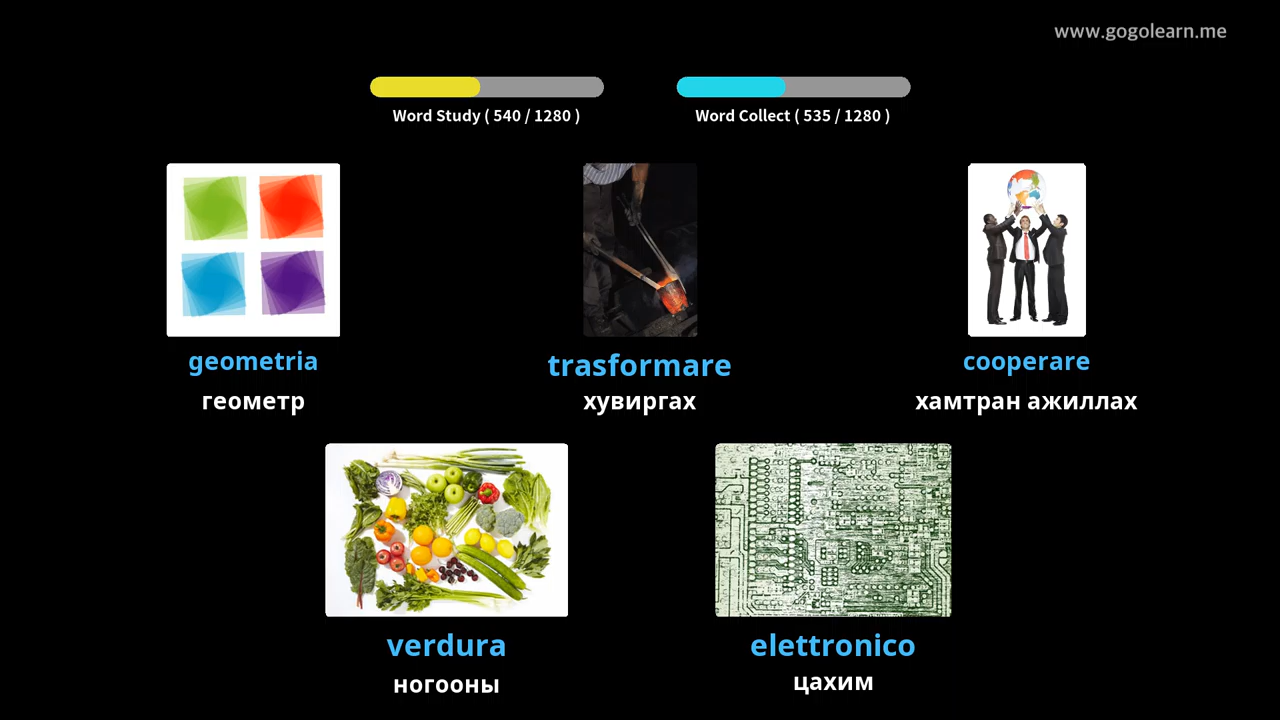 www.gogolearn.me
Word Study ( 540 / 1280 )
Word Collect ( 535 / 1280 )
geometria
геометр
trasformare
хувиргах
cooperare
хамтран ажиллах
verdura
ногооны
elettronico
цахим